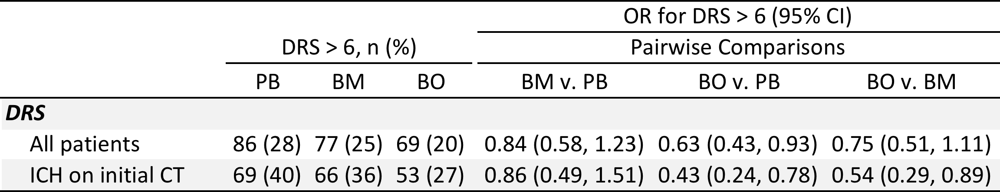 OR for DRS > 6 (95% CI)
DRS > 6, n (%) Pairwise Comparisons
PB BM BO BM v. PB BO v. PB BO v. BM
DRS
All patients 86 (28) 77 (25) 69 (20) 0.84 (0.58, 1.23) 0.63 (0.43, 0.93) 0.75 (0.51, 1.11)
ICH on initial CT 69 (40) 66 (36) 53 (27) 0.86 (0.49, 1.51) 0.43 (0.24, 0.78) 0.54 (0.29, 0.89)